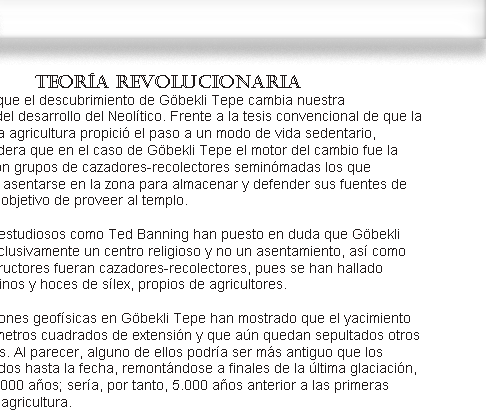 TEORÍA REVOLUCIONARIA
que el descubrimiento de Göbekli Tepe cambia nuestra
del desarrollo del Neolítico. Frente a la tesis convencional de que la
a agricultura propició el paso a un modo de vida sedentario,
dera que en el caso de Göbekli Tepe el motor del cambio fue la
on grupos de cazadores-recolectores seminómadas los que
asentarse en la zona para almacenar y defender sus fuentes de
objetivo de proveer al templo.
estudiosos como Ted Banning han puesto en duda que Göbekli
clusivamente un centro religioso y no un asentamiento, así como
ructores fueran cazadores-recolectores, pues se han hallado
inos y hoces de sílex, propios de agricultores.
ones geofísicas en Göbekli Tepe han mostrado que el yacimiento
metros cuadrados de extensión y que aún quedan sepultados otros
s. Al parecer, alguno de ellos podría ser más antiguo que los
dos hasta la fecha, remontándose a finales de la última glaciación,
000 años; sería, por tanto, 5.000 años anterior a las primeras
agricultura.